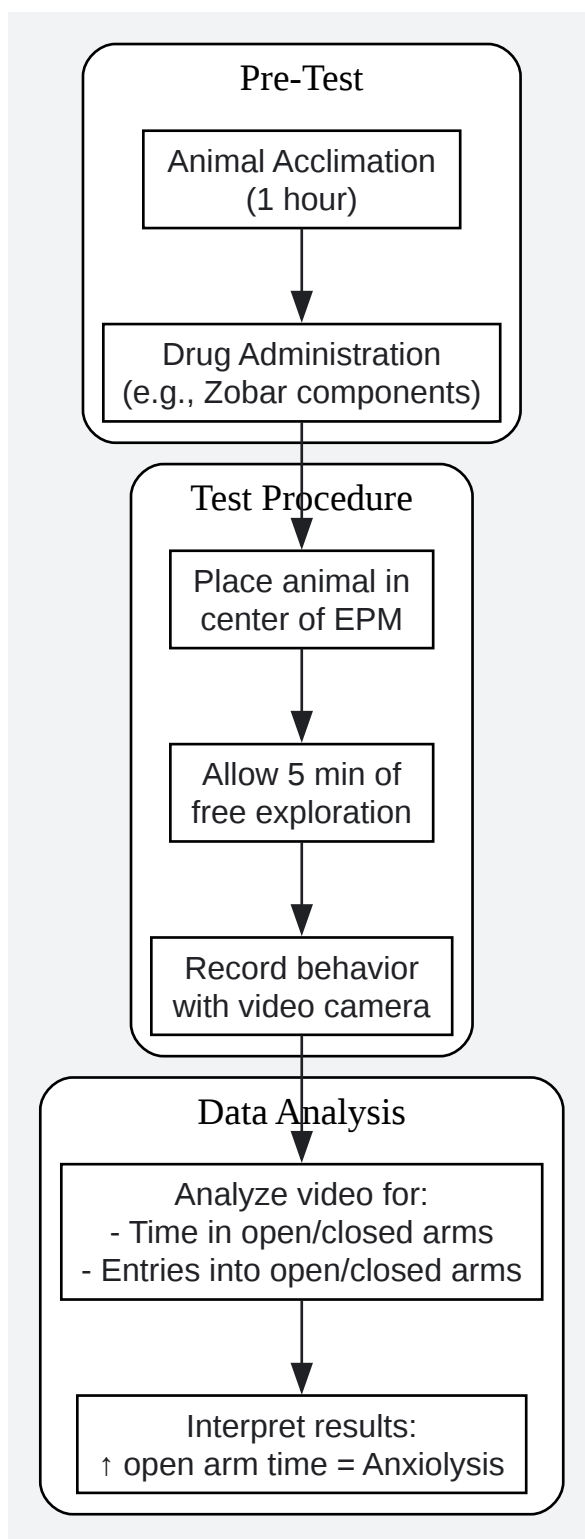 Pre-Test
Animal Acclimation
(1 hour)
Drug Administration
(e.g., Zobar components)
Test Procedure
Place animal in
center of EPM
Allow 5 min of
free exploration
Record behavior
with video camera
Data Analysis
Analyze video for:
- Time in open/closed arms
- Entries into open/closed arms
Interpret results:
↑ open arm time = Anxiolysis